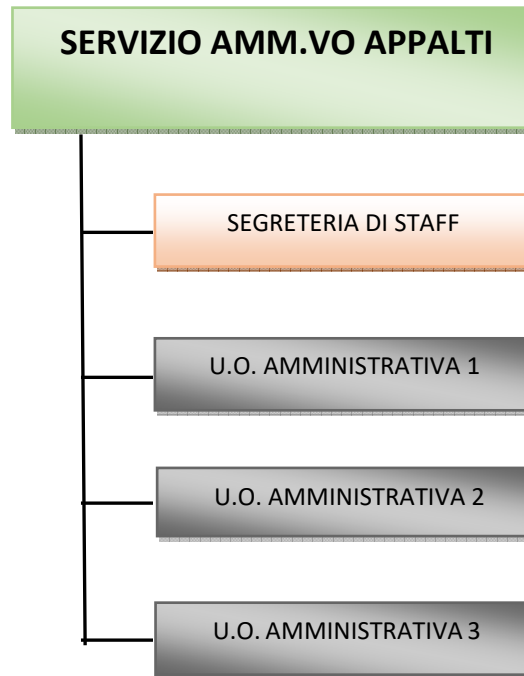 SERVIZIO AMM.VO APPALTI
SEGRETERIA DI STAFF
U.O. AMMINISTRATIVA 1
U.O. AMMINISTRATIVA 2
U.O. AMMINISTRATIVA 3